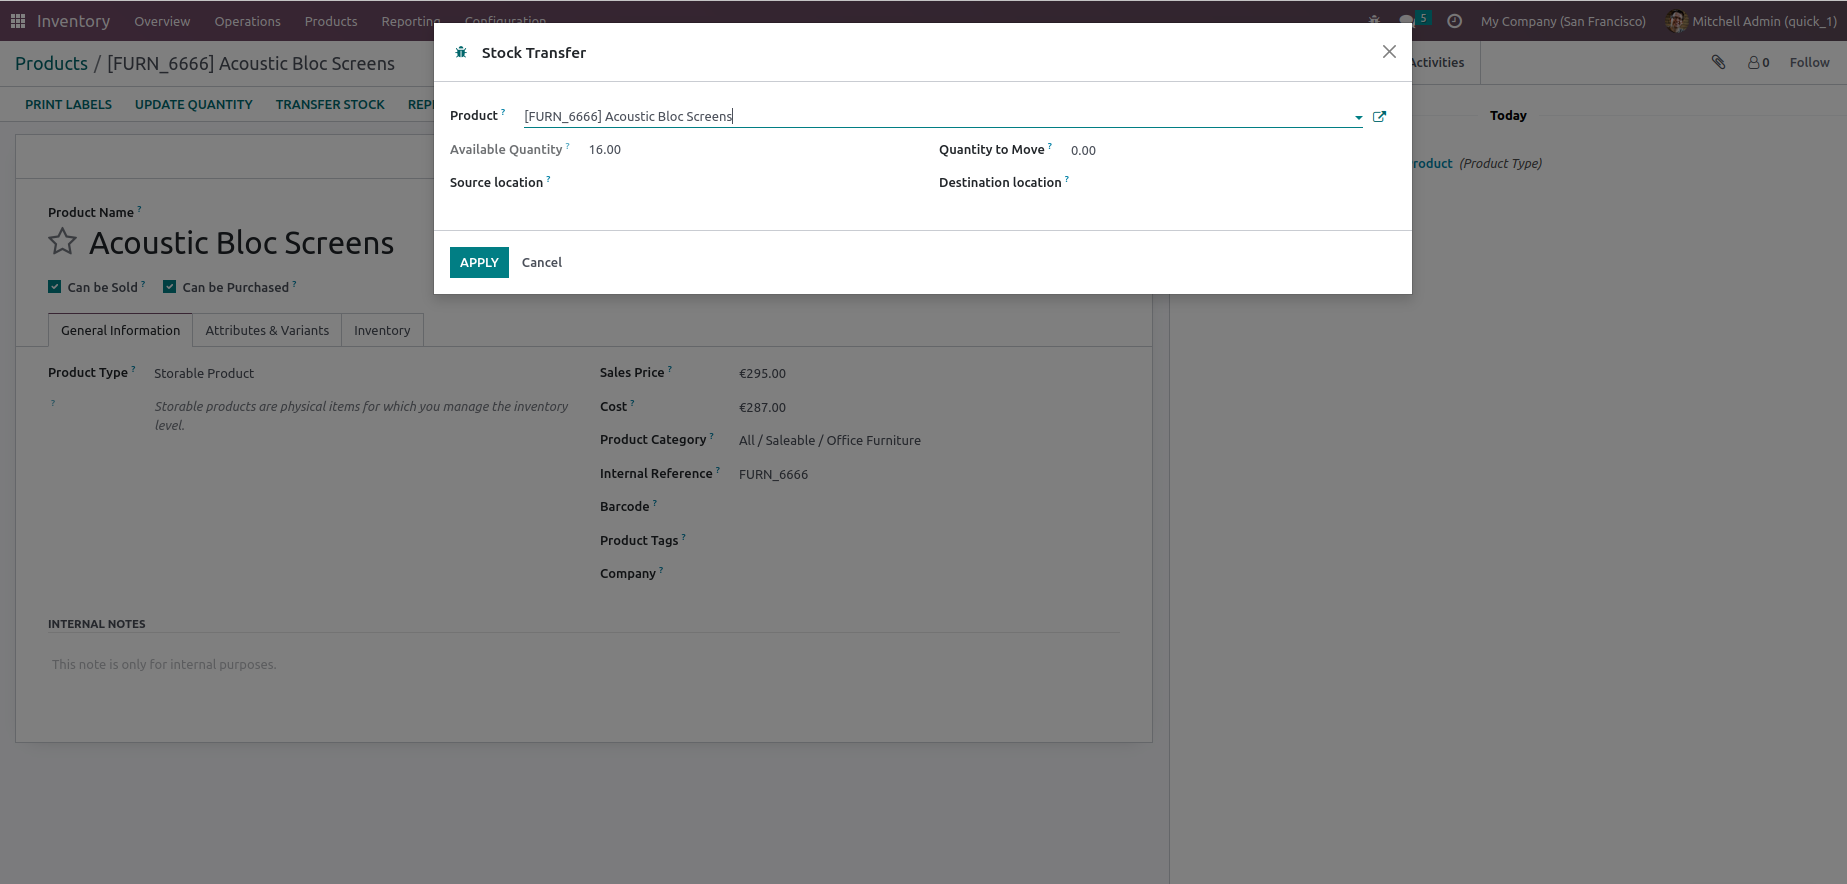 Inventory Overview Operations Products Reporting Configuration 5 My Company (San Francisco) Mitchell Admin (quick_1)
Stock Transfer
Products / [FURN_6666] Acoustic Bloc Screens
Activities 0 Follow
PRINT LABELS UPDATE QUANTITY TRANSFER STOCK
Product ? [FURN_6666] Acoustic Bloc Screens
Today
Available Quantity ? 16.00 Quantity to Move ? 0.00
roduct (Product Type)
Source location ? Destination location ?
APPLY Cancel
Product Name ?
Acoustic Bloc Screens
Can be Sold ? Can be Purchased ?
General Information Attributes & Variants Inventory
Product Type ? Storable Product Sales Price ? €295.00
? Storable products are physical items for which you manage the inventory Cost ? €287.00
level.
Product Category ? All / Saleable / Office Furniture
Internal Reference ? FURN_6666
Barcode ?
Product Tags ?
Company ?
INTERNAL NOTES
This note is only for internal purposes.